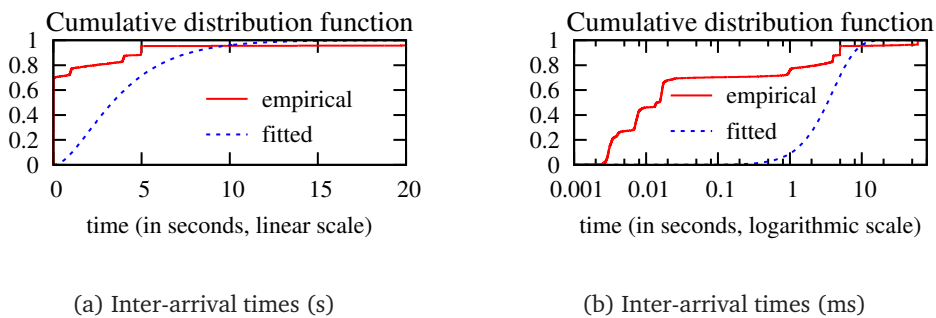 Cumulative distribution function
1
0.8
0.6
0.4
0.2
0
empirical
fitted
0 5 10 15 20
time (in seconds, linear scale)
(a) Inter-arrival times (s)
Cumulative distribution function
1
0.8
0.6
0.4
0.2
0
empirical
fitted
0.001 0.01 0.1 1 10
time (in seconds, logarithmic scale)
(b) Inter-arrival times (ms)